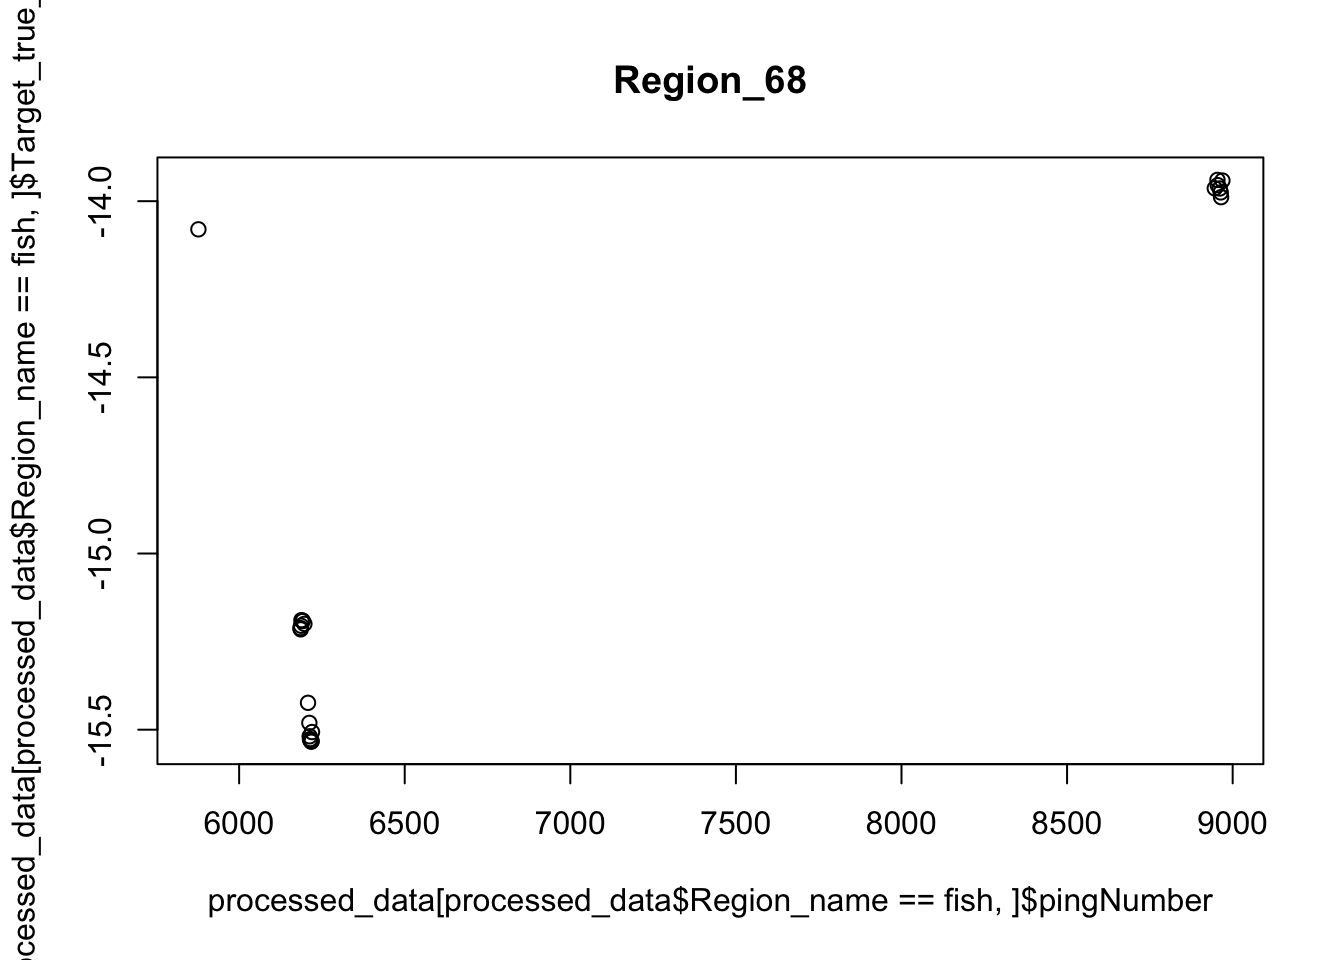 Region_68
ocessed_data[processed_data$Region_name == fish, ]$Target_true_
-14.0
-14.5
-15.0
-15.5
6000 6500 7000 7500 8000 8500 9000
processed_data[processed_data$Region_name == fish, ]$pingNumber